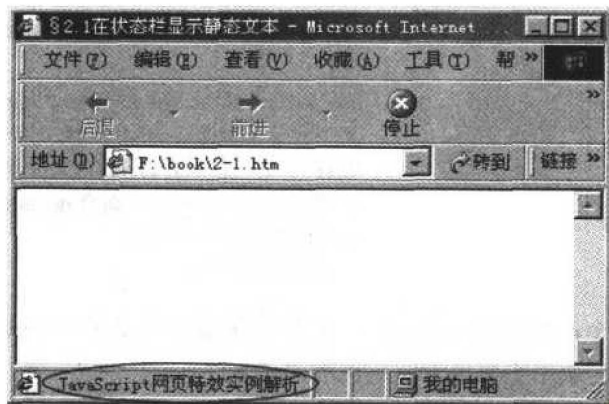 §2.1在状态栏显示静态文本 - Microsoft Internet
文件(F) 编辑(E) 查看(V) 收藏(A) 工具(T) 帮 »
后退 前进 停止 »
地址(D) F:\book\2-1.htm 转到 链接 »
JavaScript网页特效实例解析 我的电脑